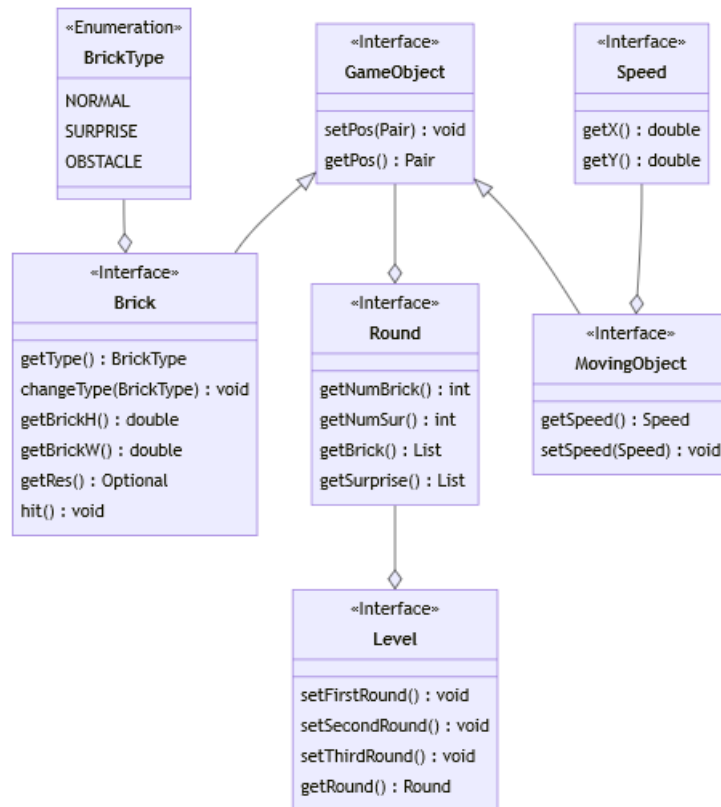 «Enumeration»
BrickType
NORMAL
SURPRISE
OBSTACLE
«Interface»
GameObject
setPos(Pair) : void
getPos() : Pair
«Interface»
Speed
getX() : double
getY() : double
«Interface»
Brick
getType() : BrickType
changeType(BrickType) : void
getBrickH() : double
getBrickW() : double
getRes() : Optional
hit() : void
«Interface»
Round
getNumBrick() : int
getNumSur() : int
getBrick() : List
getSurprise() : List
«Interface»
MovingObject
getSpeed() : Speed
setSpeed(Speed) : void
«Interface»
Level
setFirstRound() : void
setSecondRound() : void
setThirdRound() : void
getRound() : Round